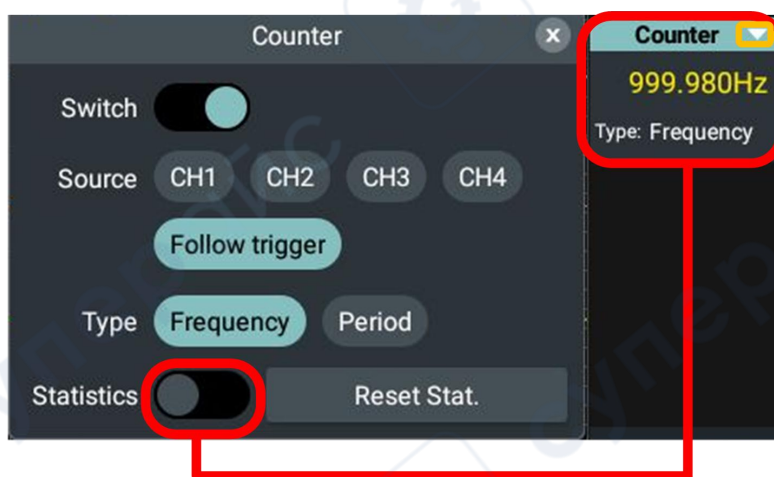 Counter
x
Switch
Source CH1 CH2 CH3 CH4
Follow trigger
Type Frequency Period
Statistics Reset Stat.
Counter
999.980Hz
Type: Frequency